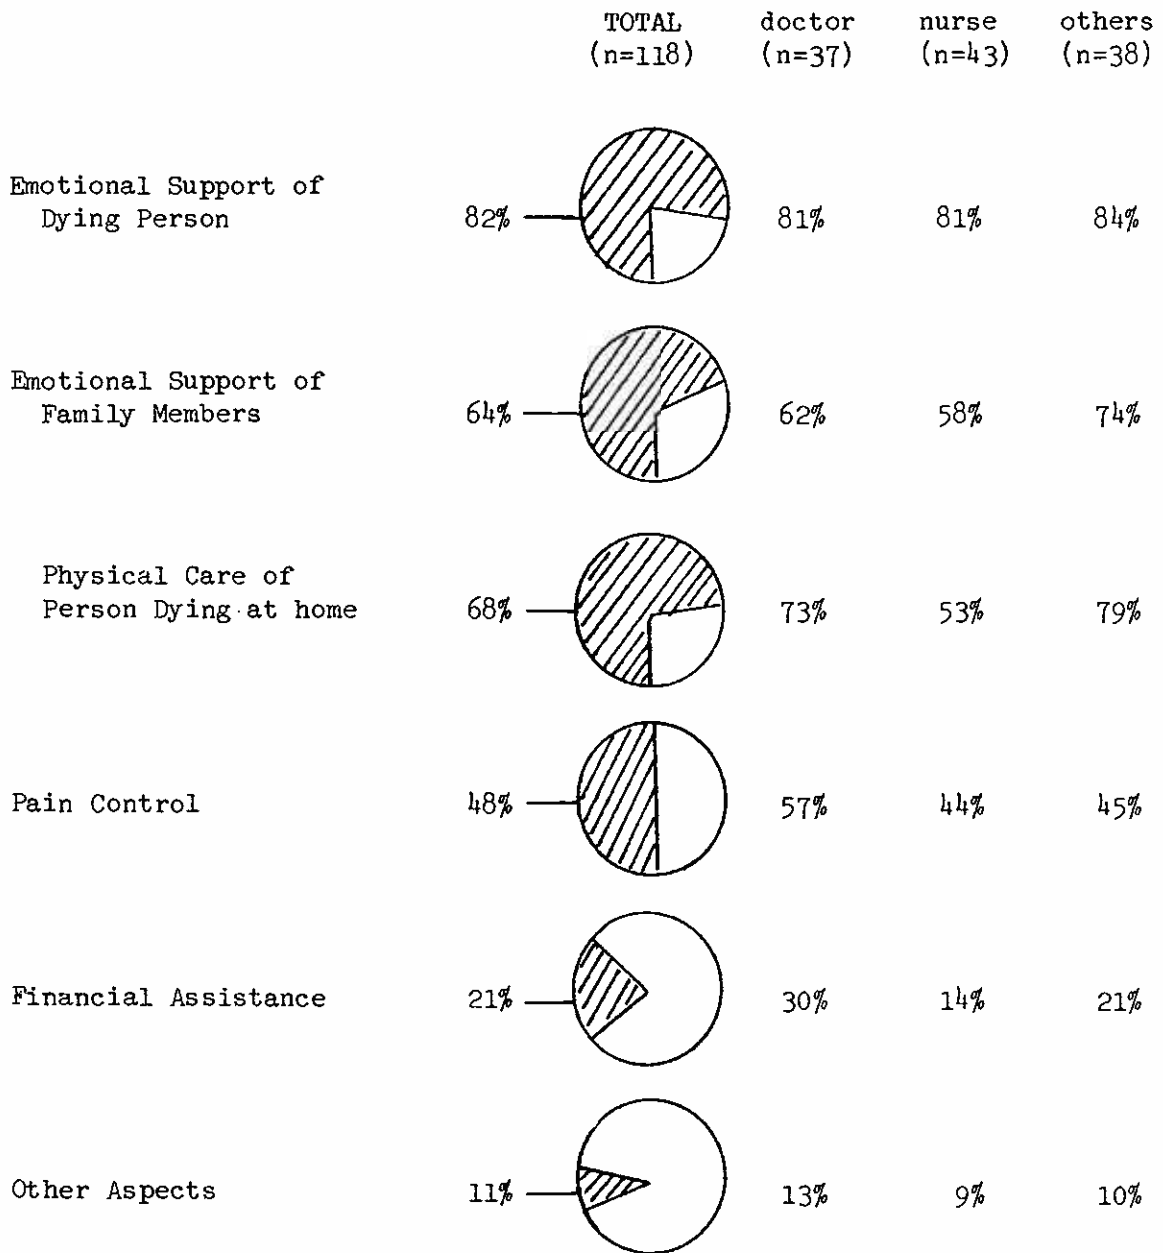 TOTAL doctor nurse others
(n=118) (n=37) (n=43) (n=38)
Emotional Support of
Dying Person 82% 81% 81% 84%
Emotional Support of
Family Members 64% 62% 58% 74%
Physical Care of
Person Dying at home 68% 73% 53% 79%
Pain Control 48% 57% 44% 45%
Financial Assistance 21% 30% 14% 21%
Other Aspects 11% 13% 9% 10%